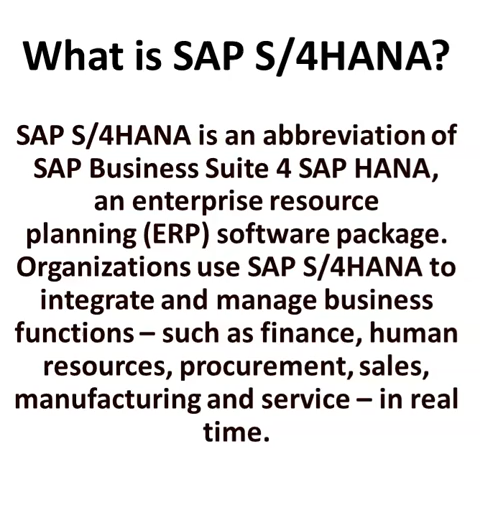 What is SAP S/4HANA?
SAP S/4HANA is an abbreviation of
SAP Business Suite 4 SAP HANA,
an enterprise resource
planning (ERP) software package.
Organizations use SAP S/4HANA to
integrate and manage business
functions – such as finance, human
resources, procurement, sales,
manufacturing and service – in real
time.